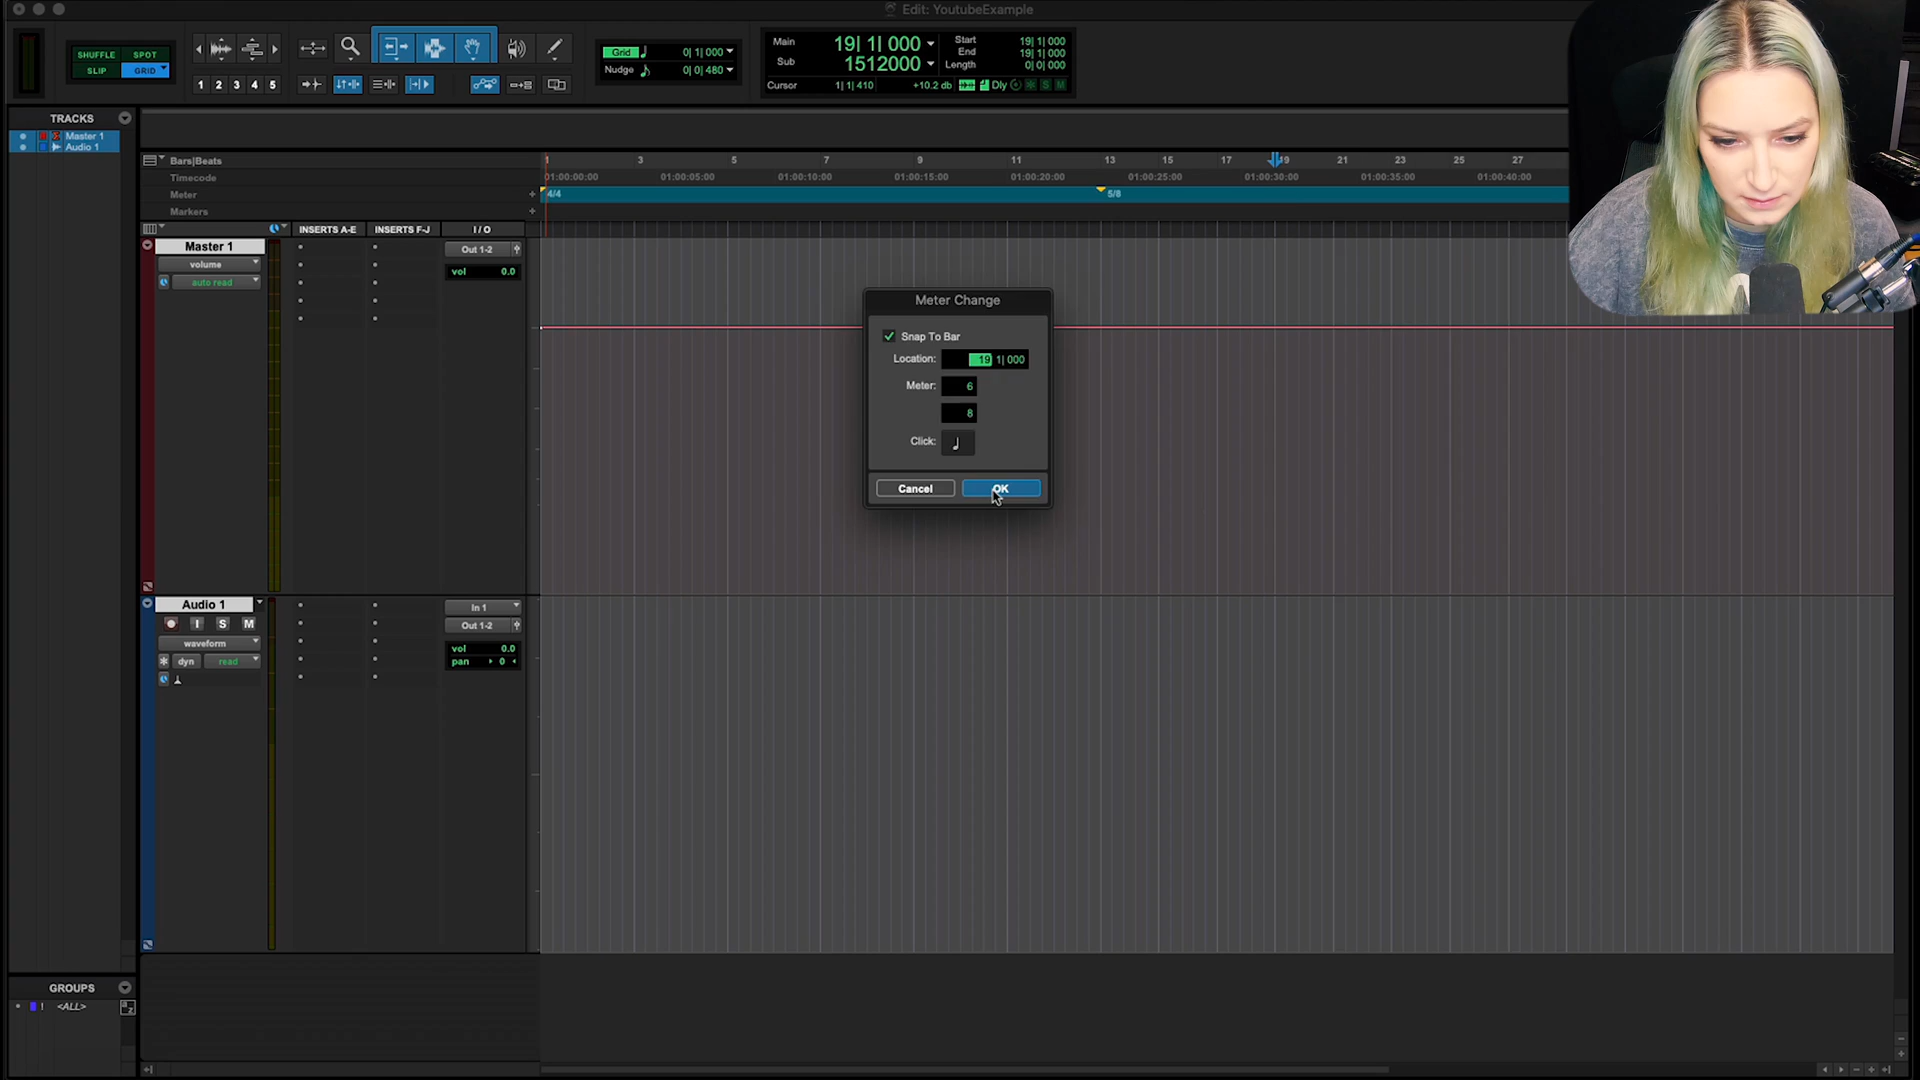 Edit: YoutubeExample
SHUFFLE SPOT
SLIP GRID
1 2 3 4 5
Grid 0| 1| 000
Nudge 0| 0| 480
Main 19| 1| 000
Sub 1512000
Start 19| 1| 000
End 19| 1| 000
Length 0| 0| 000
Cursor 1| 1| 410 +10.2 db Dly S M
TRACKS
Master 1
Audio 1
Bars|Beats 1 3 5 7 9 11 13 15 17 19 21 23 25 27
Timecode 01:00:00:00 01:00:05:00 01:00:10:00 01:00:15:00 01:00:20:00 01:00:25:00 01:00:30:00 01:00:35:00 01:00:40:00
Meter + 4/4 5/8
Markers +
INSERTS A-E INSERTS F-J I / O
Master 1
volume
auto read
Out 1-2
vol 0.0
Meter Change
Snap To Bar
Location: 19 1| 000
Meter: 6
8
Click:
Cancel OK
Audio 1
I S M
waveform
dyn read
In 1
Out 1-2
vol 0.0
pan 0
GROUPS
! <ALL> a z